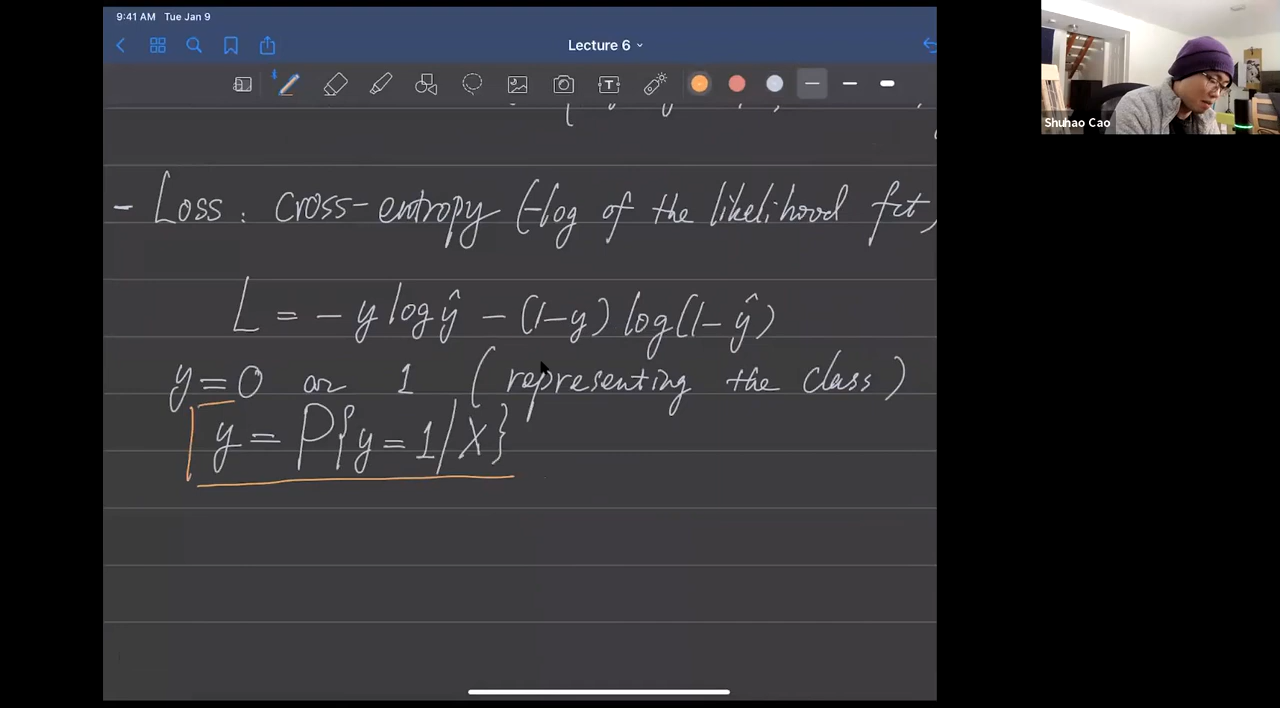 9:41 AM Tue Jan 9
Lecture 6
Shuhao Cao
- Loss: cross-entropy (-log of the likelihood fct)
L = - y log ŷ - (1-y) log(1-ŷ)
y = 0 or 1 (representing the class)
y = P{y = 1/X}